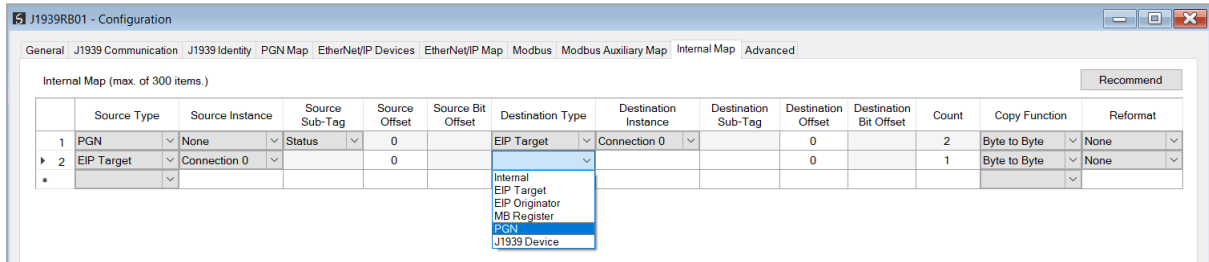 J1939RB01 - Configuration
General J1939 Communication J1939 Identity PGN Map EtherNet/IP Devices EtherNet/IP Map Modbus Modbus Auxiliary Map Internal Map Advanced
Internal Map (max. of 300 items.) Recommend
Source Type Source Instance Source Sub-Tag Source Offset Source Bit Offset Destination Type Destination Instance Destination Sub-Tag Destination Offset Destination Bit Offset Count Copy Function Reformat
1 PGN None Status 0 EIP Target Connection 0 0 2 Byte to Byte None
2 EIP Target Connection 0 0 0 1 Byte to Byte None
Internal
EIP Target
EIP Originator
MB Register
PGN
J1939 Device